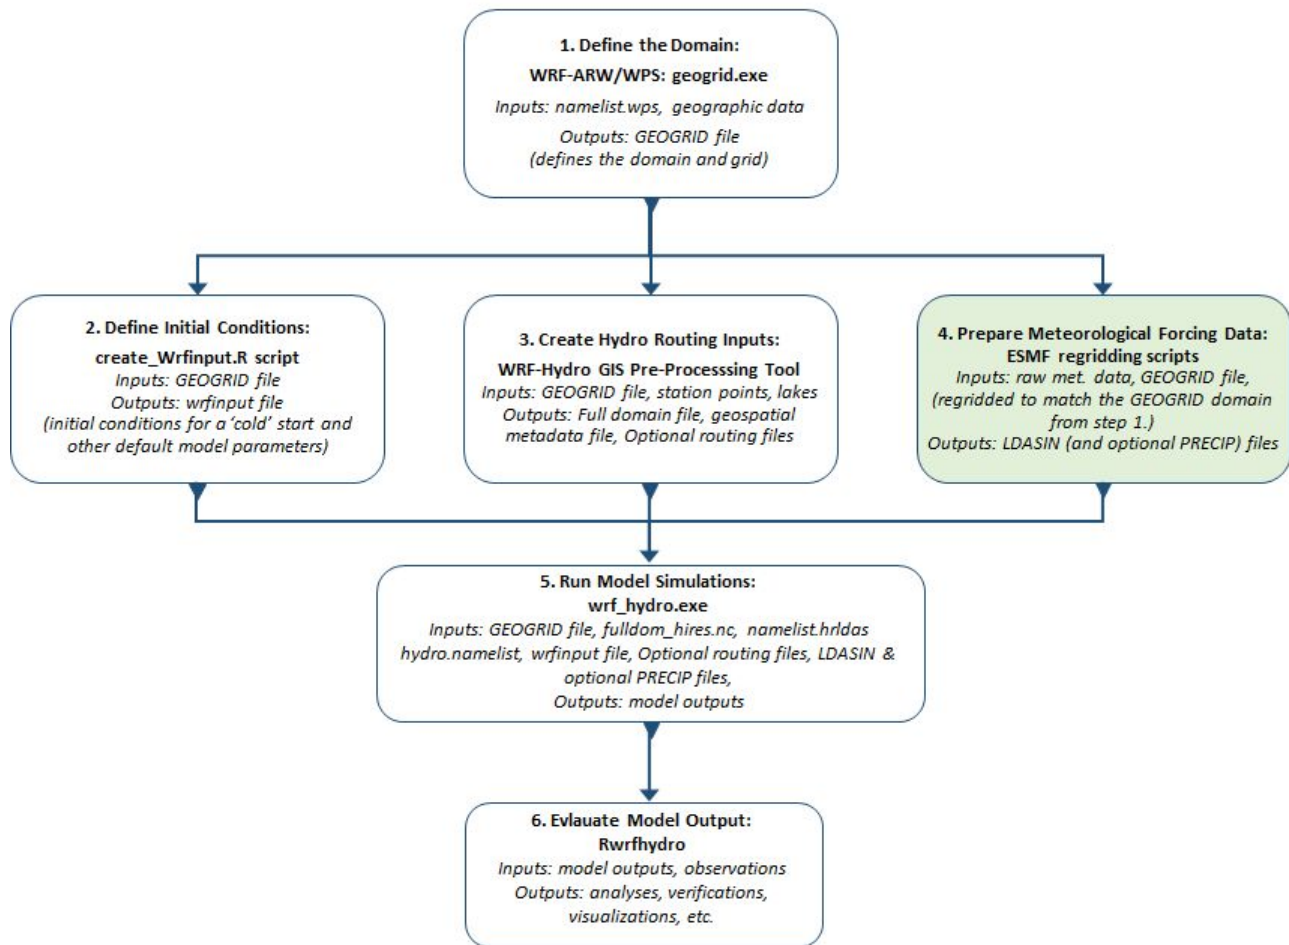 1. Define the Domain:
WRF-ARW/WPS: geogrid.exe
Inputs: namelist.wps, geographic data
Outputs: GEOGRID file
(defines the domain and grid)
2. Define Initial Conditions:
create_Wrfinput.R script
Inputs: GEOGRID file
Outputs: wrfinput file
(initial conditions for a ‘cold’ start and
other default model parameters)
3. Create Hydro Routing Inputs:
WRF-Hydro GIS Pre-Processsing Tool
Inputs: GEOGRID file, station points, lakes
Outputs: Full domain file, geospatial
metadata file, Optional routing files
4. Prepare Meteorological Forcing Data:
ESMF regridding scripts
Inputs: raw met. data, GEOGRID file,
(regridded to match the GEOGRID domain
from step 1.)
Outputs: LDASIN (and optional PRECIP) files
5. Run Model Simulations:
wrf_hydro.exe
Inputs: GEOGRID file, fulldom_hires.nc, namelist.hrldas
hydro.namelist, wrfinput file, Optional routing files, LDASIN &
optional PRECIP files,
Outputs: model outputs
6. Evlauate Model Output:
Rwrfhydro
Inputs: model outputs, observations
Outputs: analyses, verifications,
visualizations, etc.